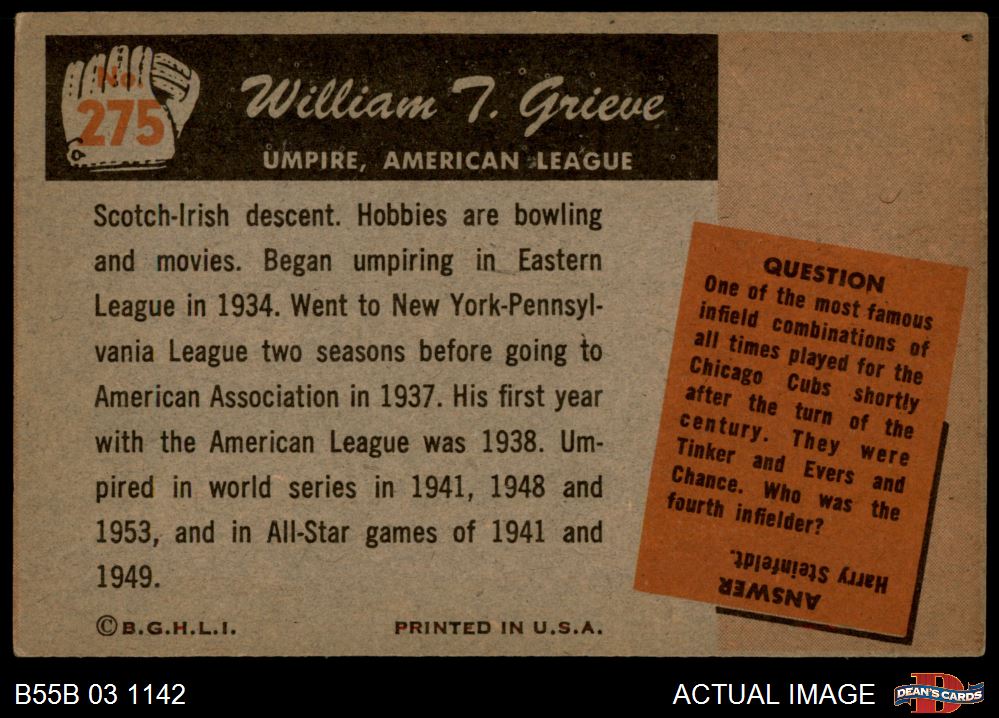 No.
275
William T. Grieve
UMPIRE, AMERICAN LEAGUE
Scotch-Irish descent. Hobbies are bowling
and movies. Began umpiring in Eastern
League in 1934. Went to New York-Pennsyl-
vania League two seasons before going to
American Association in 1937. His first year
with the American League was 1938. Um-
pired in world series in 1941, 1948 and
1953, and in All-Star games of 1941 and
1949.
© B.G.H.L.I.
PRINTED IN U.S.A.
QUESTION
One of the most famous
infield combinations of
all times played for the
Chicago Cubs shortly
after the turn of the
century. They were
Tinker and Evers and
Chance. Who was the
fourth infielder?
ANSWER
Harry Steinfeldt.
B55B 03 1142
ACTUAL IMAGE
D
DEAN'S CARDS